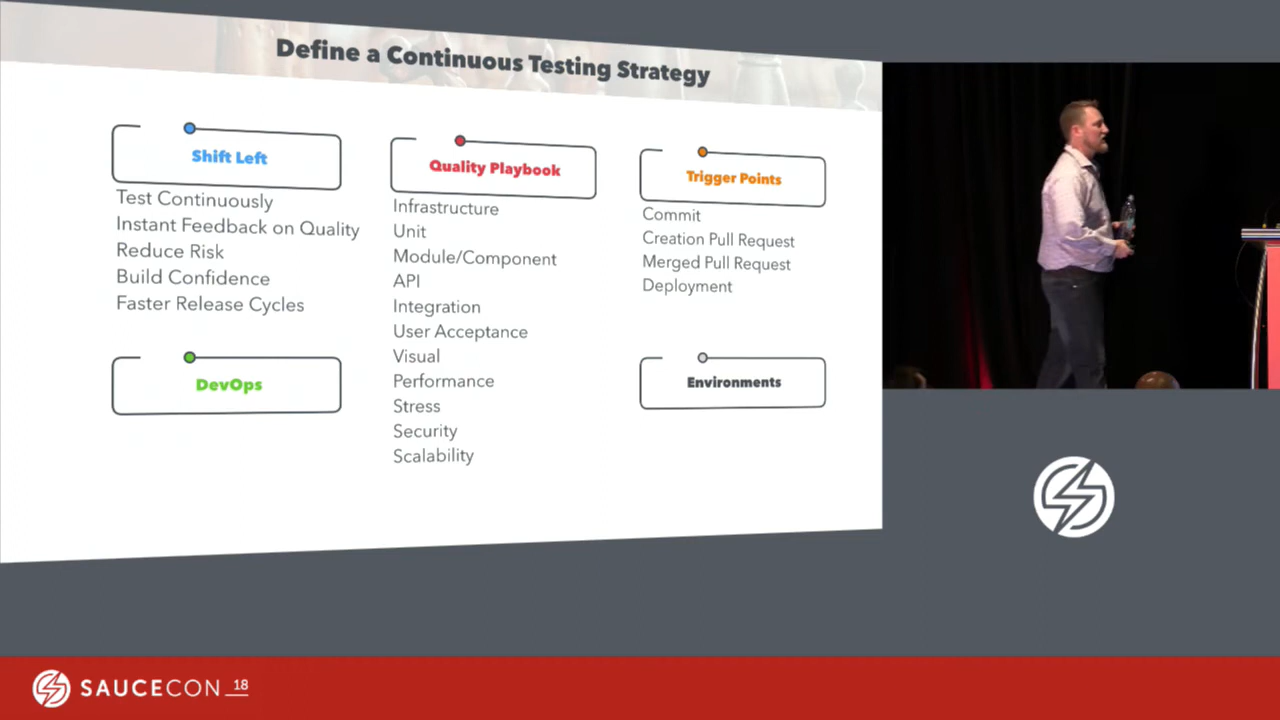 Define a Continuous Testing Strategy
Shift Left
Test Continuously
Instant Feedback on Quality
Reduce Risk
Build Confidence
Faster Release Cycles
DevOps
Quality Playbook
Infrastructure
Unit
Module/Component
API
Integration
User Acceptance
Visual
Performance
Stress
Security
Scalability
Trigger Points
Commit
Creation Pull Request
Merged Pull Request
Deployment
Environments
SAUCECON_18